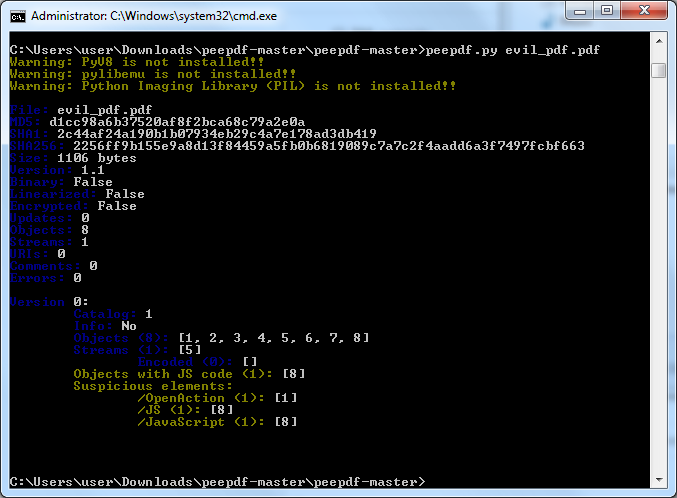 Administrator: C:\Windows\system32\cmd.exe
C:\Users\user\Downloads\peepdf-master\peepdf-master>peepdf.py evil_pdf.pdf
Warning: PyV8 is not installed!!
Warning: pylibemu is not installed!!
Warning: Python Imaging Library (PIL) is not installed!!
File: evil_pdf.pdf
MD5: d1cc98a6b37520af8f2bca68c79a2e0a
SHA1: 2c44af24a190b1b07934eb29c4a7e178ad3db419
SHA256: 2256ff9b155e9a8d13f84459a5fb0b6819089c7a7c2f4aadd6a3f7497fcbf663
Size: 1106 bytes
Version: 1.1
Binary: False
Linearized: False
Encrypted: False
Updates: 0
Objects: 8
Streams: 1
URIs: 0
Comments: 0
Errors: 0
Version 0:
Catalog: 1
Info: No
Objects (8): [1, 2, 3, 4, 5, 6, 7, 8]
Streams (1): [5]
Encoded (0): []
Objects with JS code (1): [8]
Suspicious elements:
/OpenAction (1): [1]
/JS (1): [8]
/JavaScript (1): [8]
C:\Users\user\Downloads\peepdf-master\peepdf-master>